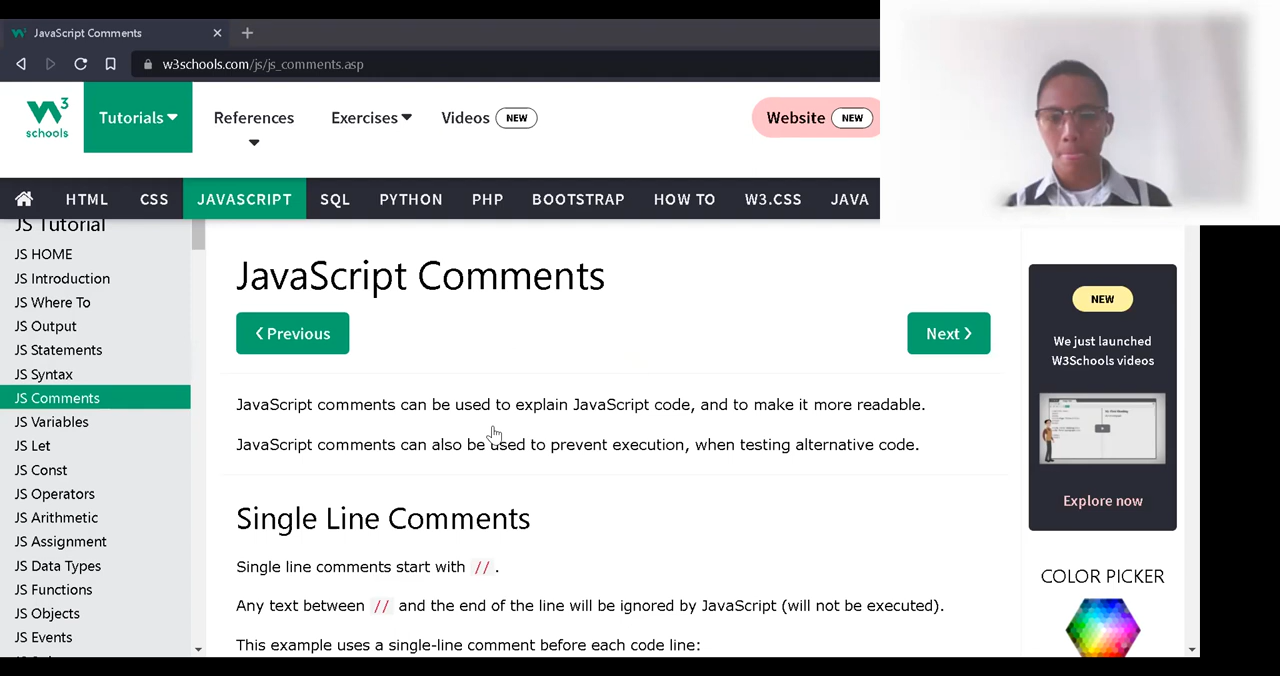 JavaScript Comments
w3schools.com/js/js_comments.asp
W3 schools
Tutorials
References
Exercises
Videos NEW
Website NEW
HTML CSS JAVASCRIPT SQL PYTHON PHP BOOTSTRAP HOW TO W3.CSS JAVA
JS Tutorial
JS HOME
JS Introduction
JS Where To
JS Output
JS Statements
JS Syntax
JS Comments
JS Variables
JS Let
JS Const
JS Operators
JS Arithmetic
JS Assignment
JS Data Types
JS Functions
JS Objects
JS Events
JavaScript Comments
❮ Previous
Next ❯
JavaScript comments can be used to explain JavaScript code, and to make it more readable.
JavaScript comments can also be used to prevent execution, when testing alternative code.
Single Line Comments
Single line comments start with //.
Any text between // and the end of the line will be ignored by JavaScript (will not be executed).
This example uses a single-line comment before each code line:
NEW
We just launched
W3Schools videos
Explore now
COLOR PICKER